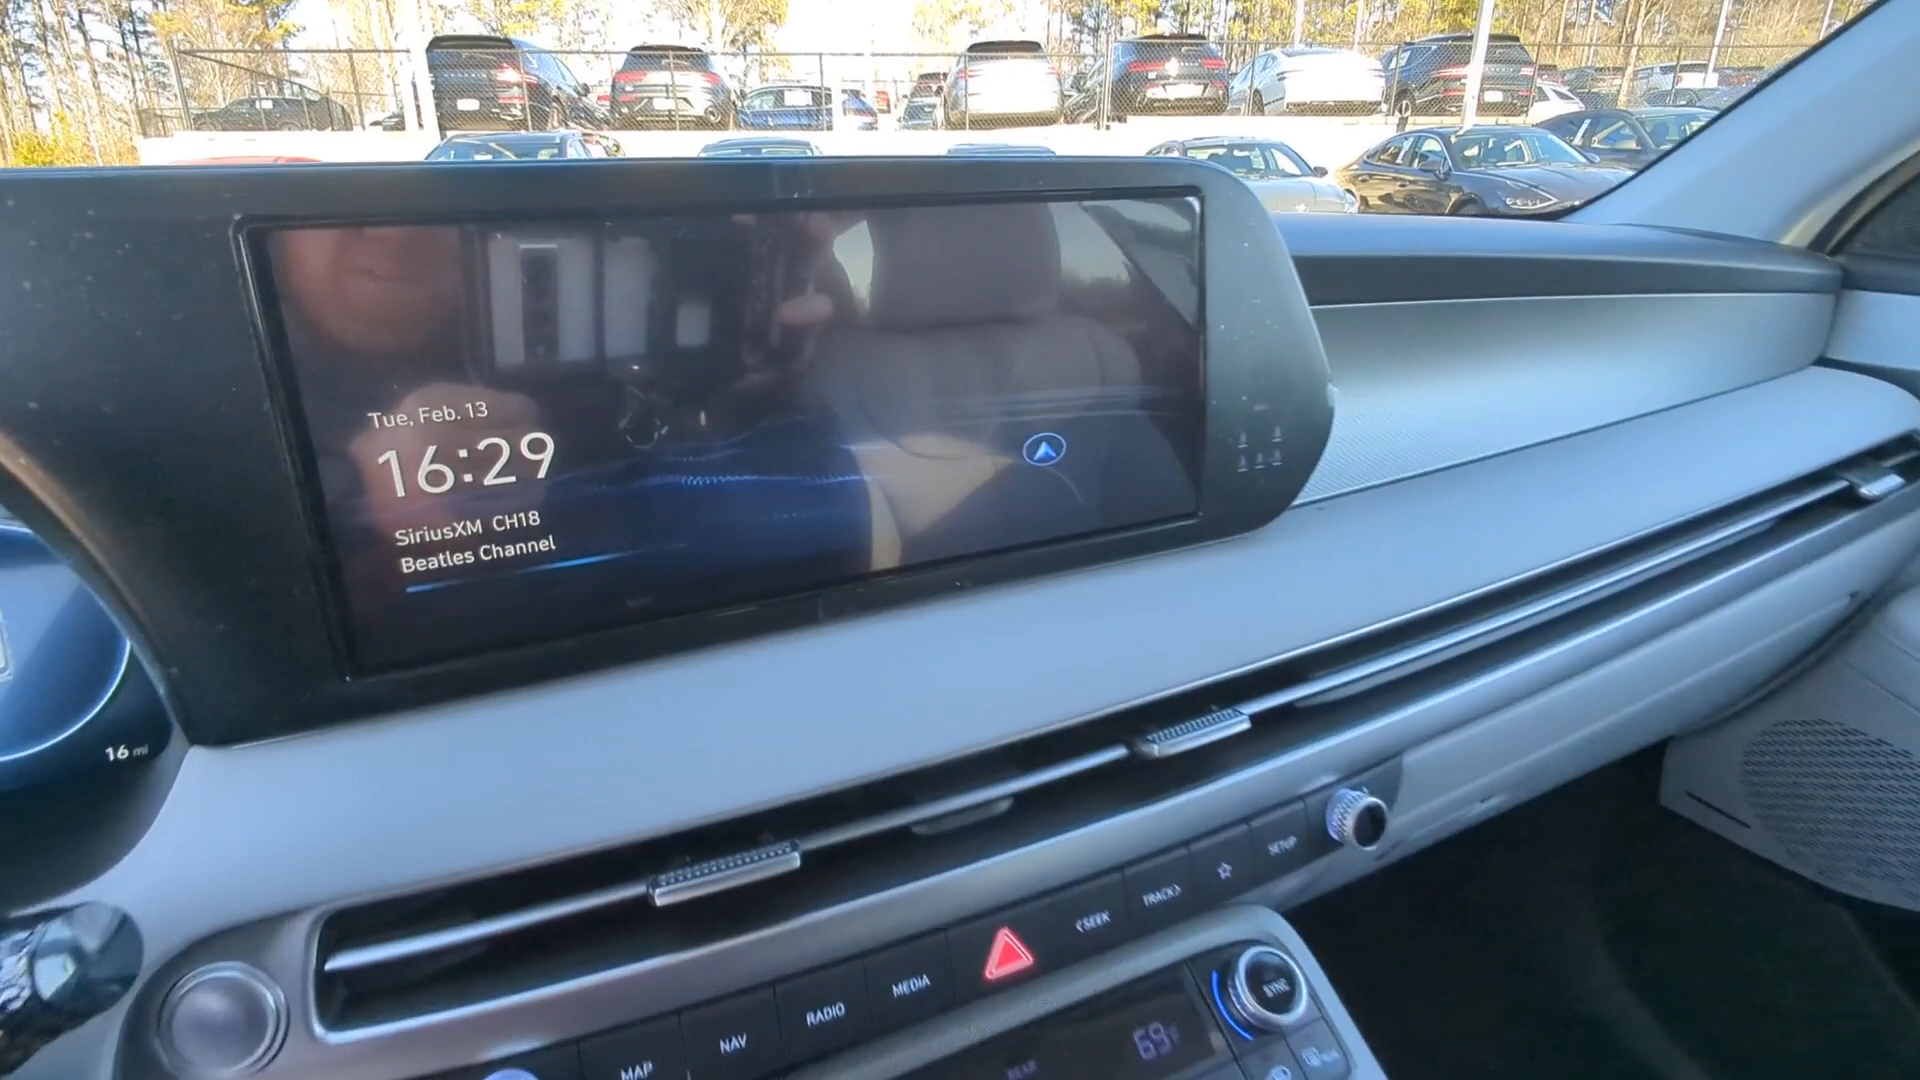 Tue, Feb. 13
16:29
SiriusXM CH18
Beatles Channel
16 mi
MAP
NAV
RADIO
MEDIA
<SEEK
TRACK>
☆
SETUP
REAR
69°F
SYNC